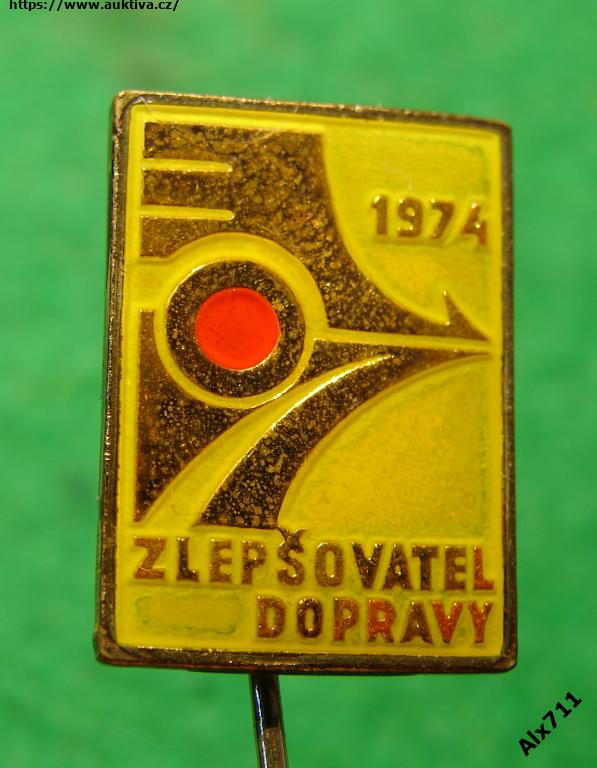 https://www.auktiva.cz/
1974
ZLEPŠOVATEL
DOPRAVY
Alx711